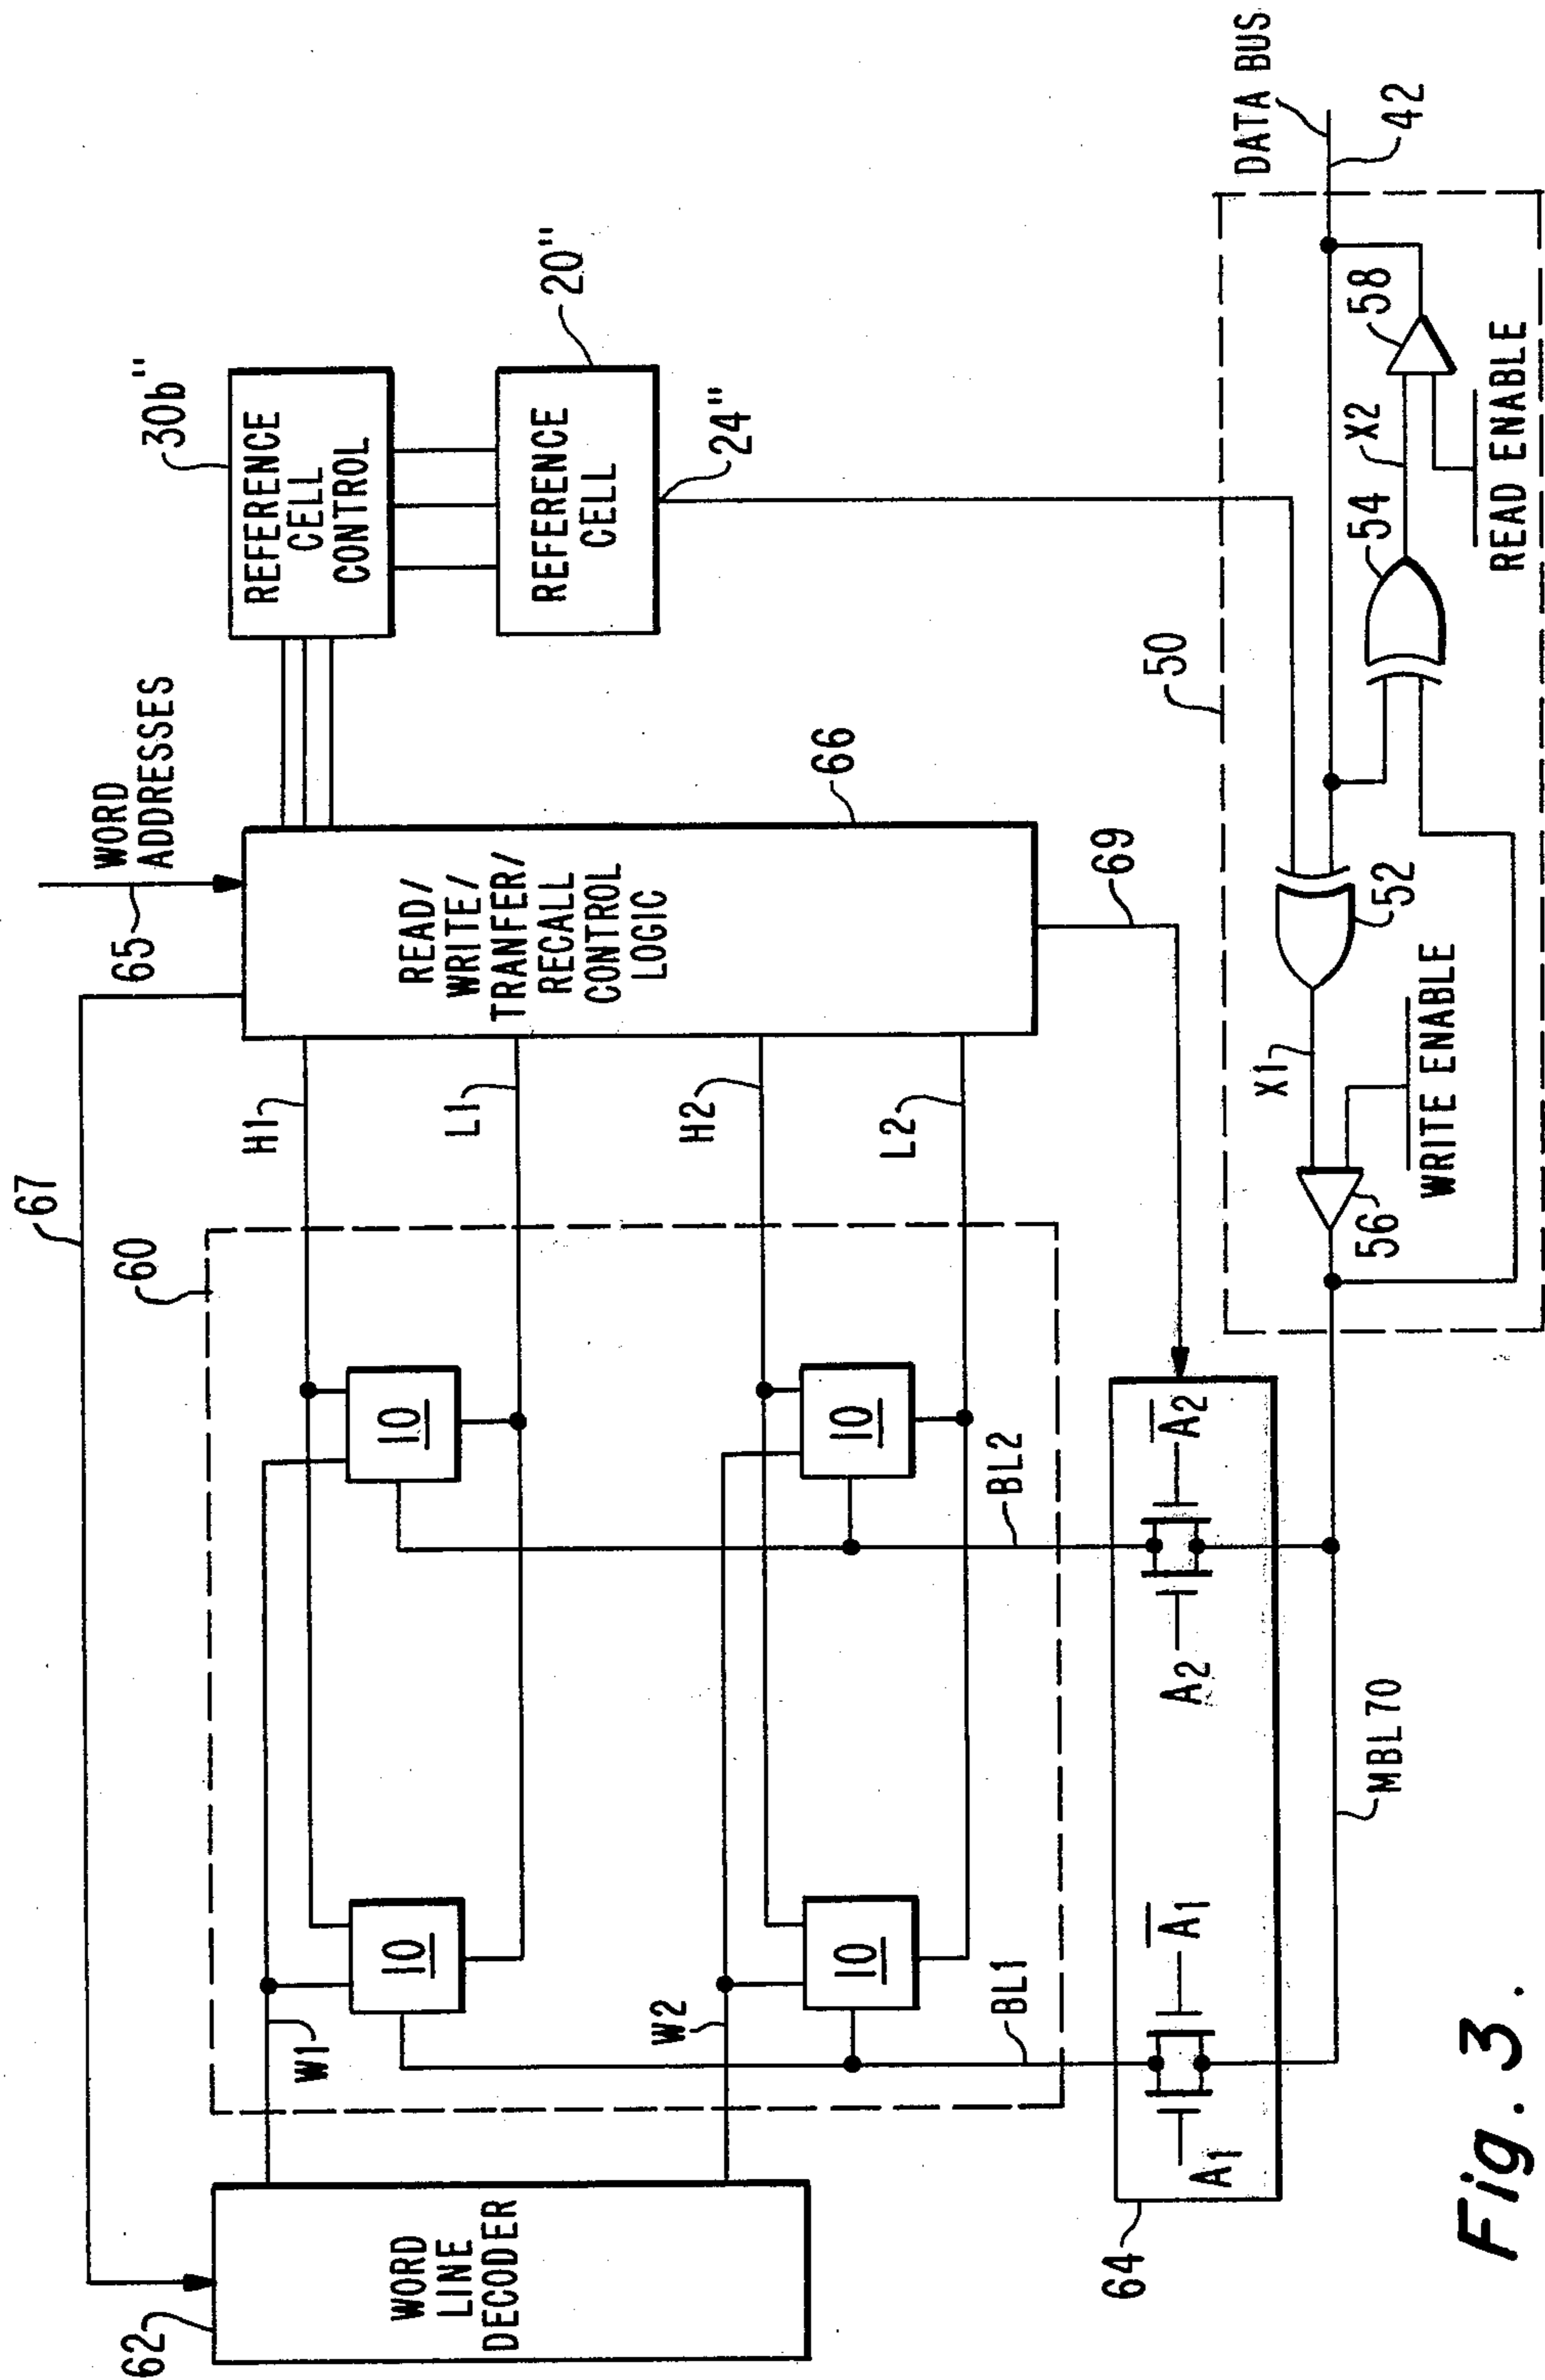 67
65
WORD
ADDRESSES
30b"
REFERENCE
CELL
CONTROL
60
H1
READ/
WRITE/
TRANFER/
RECALL
CONTROL
LOGIC
66
REFERENCE
CELL
20"
24"
62
WORD
LINE
DECODER
W1
10
10
L1
W2
H2
10
10
L2
BL1
BL2
69
50
DATA BUS
42
64
A1
A1
A2
A2
MBL70
X1
52
54
X2
58
56
WRITE ENABLE
READ ENABLE
Fig. 3.